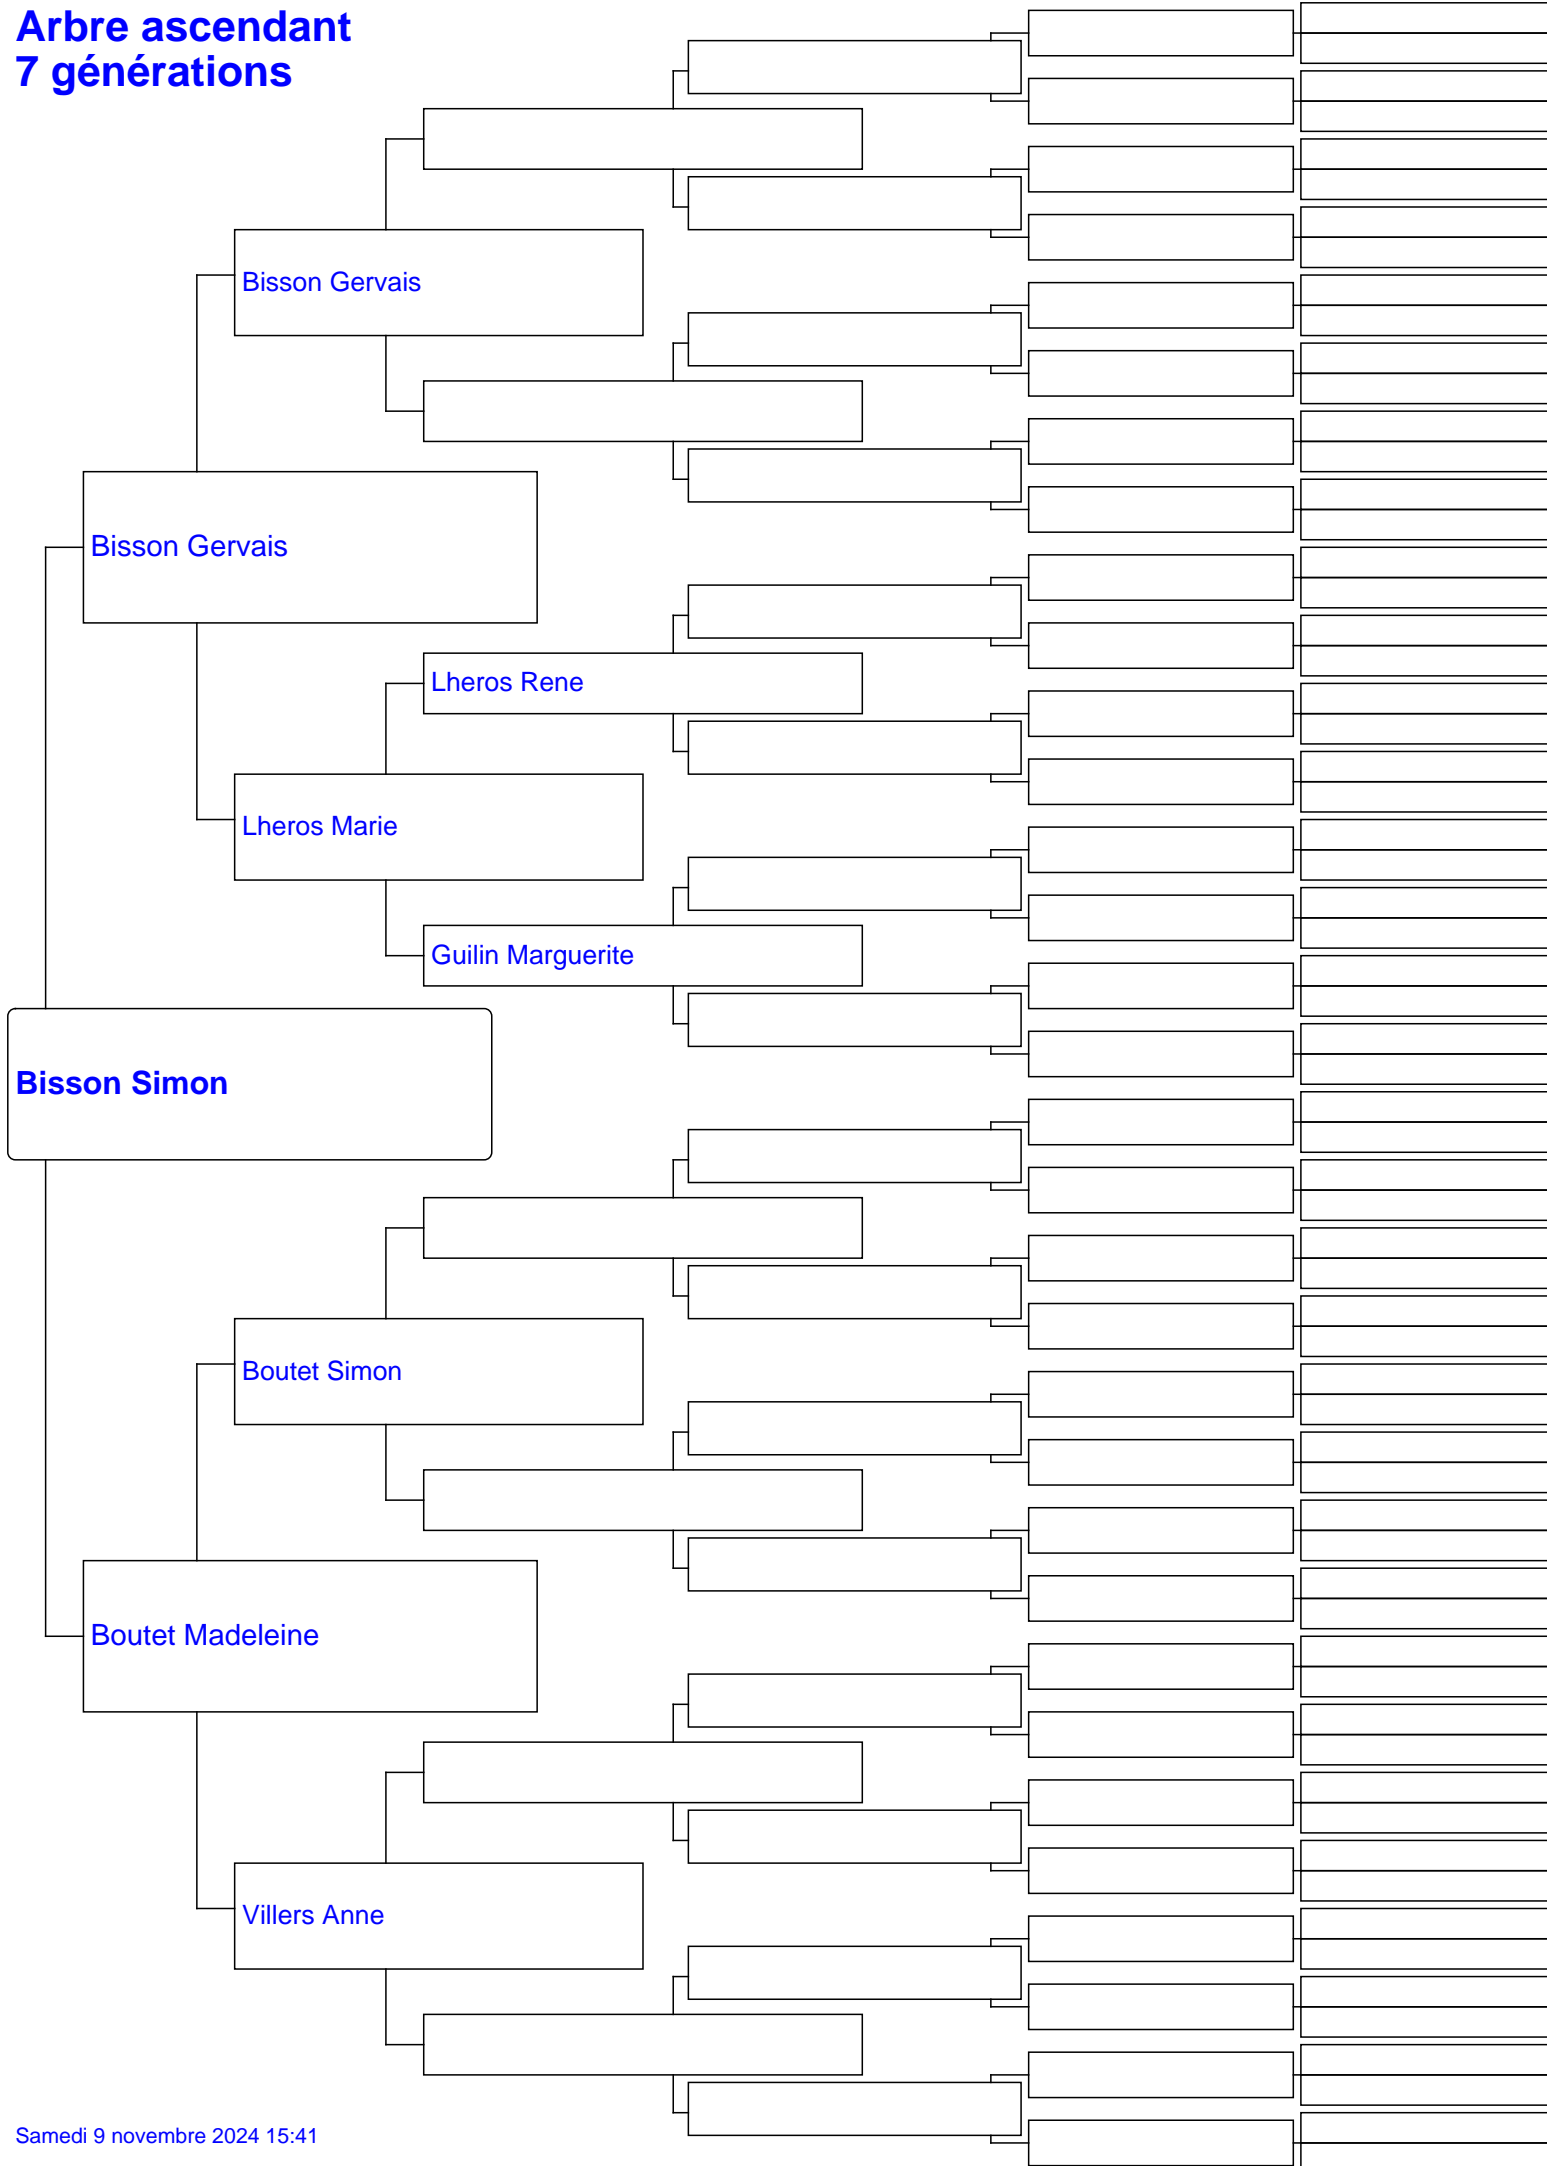 Arbre ascendant
7 générations
Bisson Gervais
Bisson Gervais
Lheros Rene
Lheros Marie
Guilin Marguerite
Bisson Simon
Boutet Simon
Boutet Madeleine
Villers Anne
Samedi 9 novembre 2024 15:41